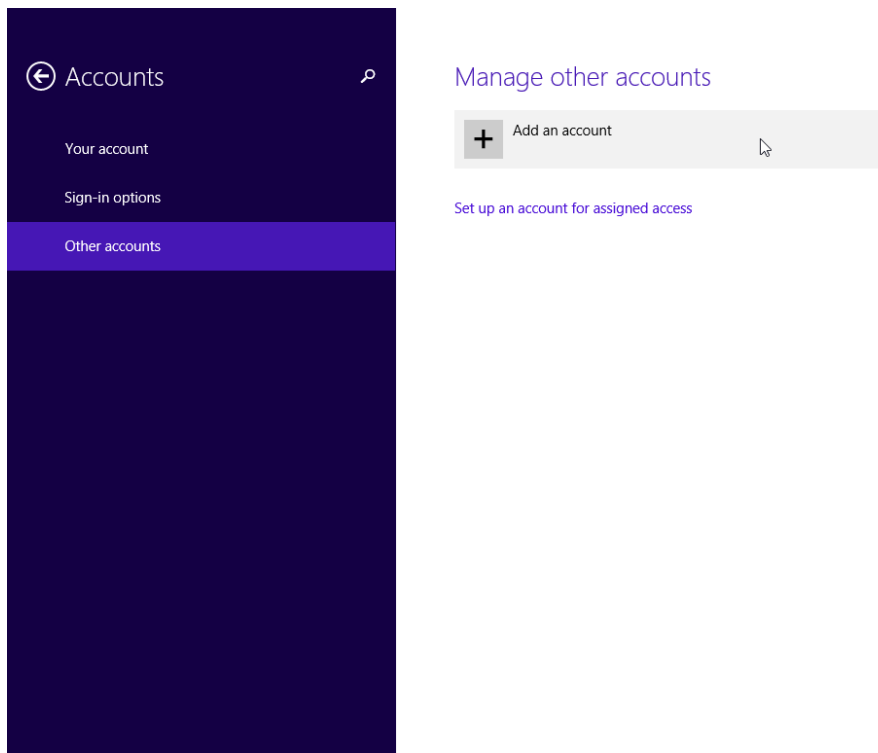 Accounts
Your account
Sign-in options
Other accounts
Manage other accounts
Add an account
Set up an account for assigned access